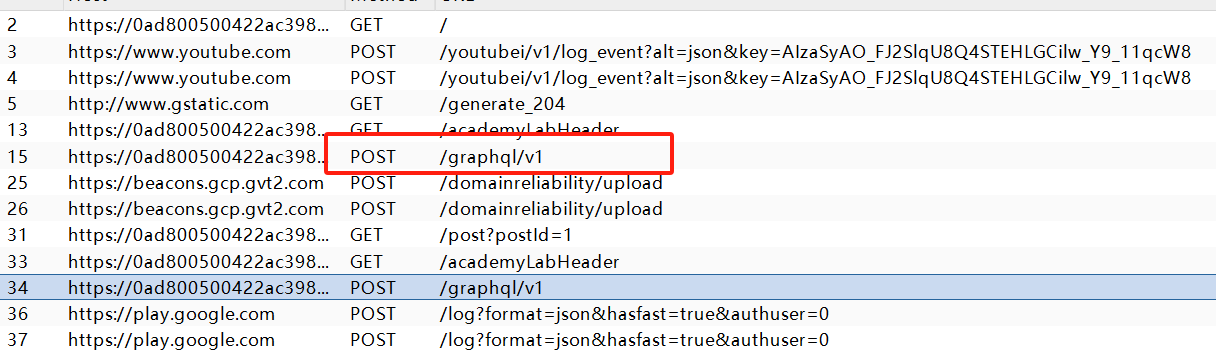 2 https://0ad800500422ac398... GET /
3 https://www.youtube.com POST /youtubei/v1/log_event?alt=json&key=AIzaSyAO_FJ2SlqU8Q4STEHLGCilw_Y9_11qcW8
4 https://www.youtube.com POST /youtubei/v1/log_event?alt=json&key=AIzaSyAO_FJ2SlqU8Q4STEHLGCilw_Y9_11qcW8
5 http://www.gstatic.com GET /generate_204
13 https://0ad800500422ac398... GET /academyLabHeader
15 https://0ad800500422ac398... POST /graphql/v1
25 https://beacons.gcp.gvt2.com POST /domainreliability/upload
26 https://beacons.gcp.gvt2.com POST /domainreliability/upload
31 https://0ad800500422ac398... GET /post?postId=1
33 https://0ad800500422ac398... GET /academyLabHeader
34 https://0ad800500422ac398... POST /graphql/v1
36 https://play.google.com POST /log?format=json&hasfast=true&authuser=0
37 https://play.google.com POST /log?format=json&hasfast=true&authuser=0